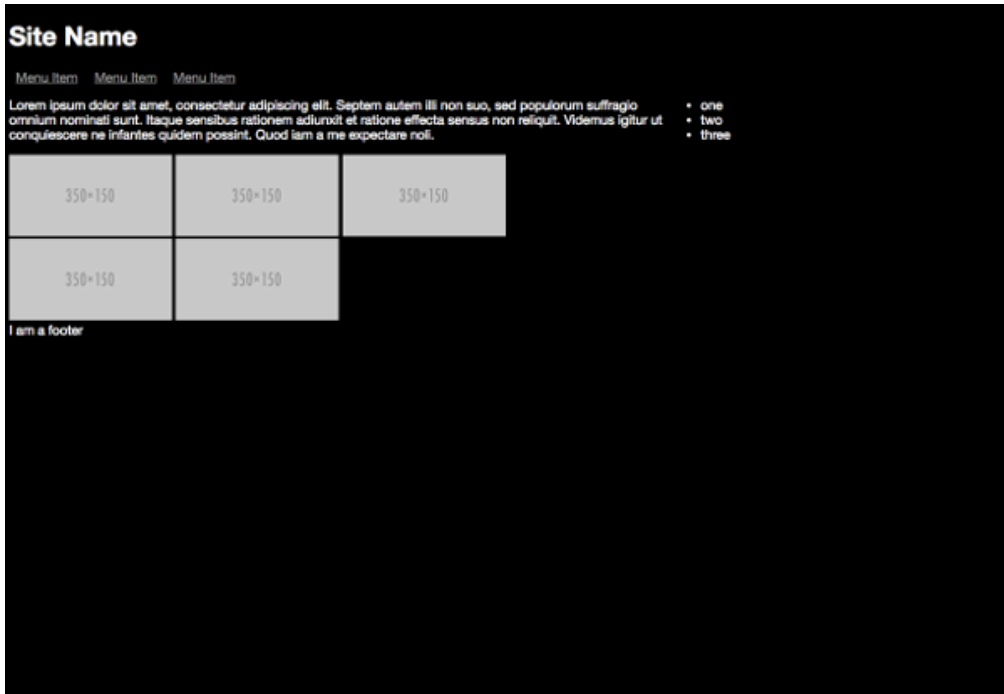 Site Name
Menu Item Menu Item Menu Item
Lorem ipsum dolor sit amet, consectetur adipiscing elit. Septem autem illi non suo, sed populorum suffragio
omnium nominati sunt. Itaque sensibus rationem adiunxit et ratione effecta sensus non reliquit. Videmus igitur ut
conquiescere ne infantes quidem possint. Quod iam a me expectare noli.
• one
• two
• three
350×150 350×150 350×150
350×150 350×150
I am a footer